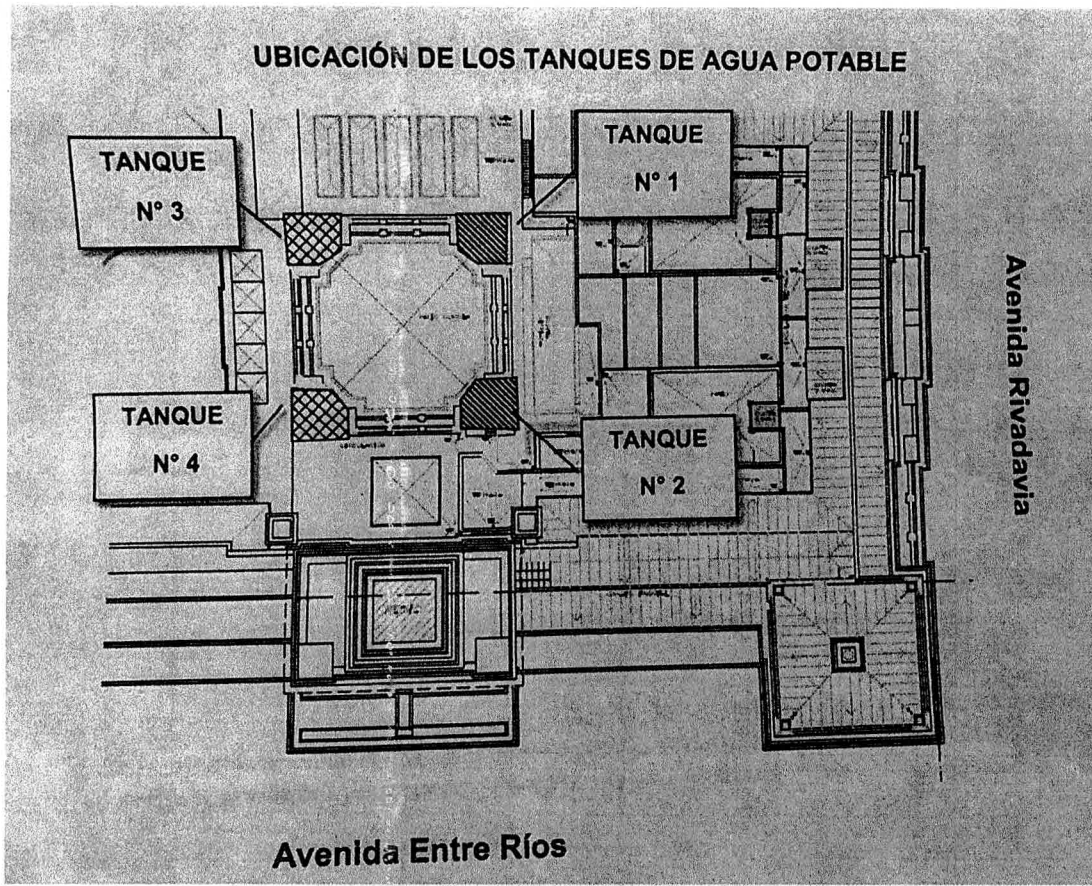 UBICACIÓN DE LOS TANQUES DE AGUA POTABLE
TANQUE
N° 3
TANQUE
N° 1
TANQUE
N° 4
TANQUE
N° 2
Avenida Rivadavia
Avenida Entre Ríos